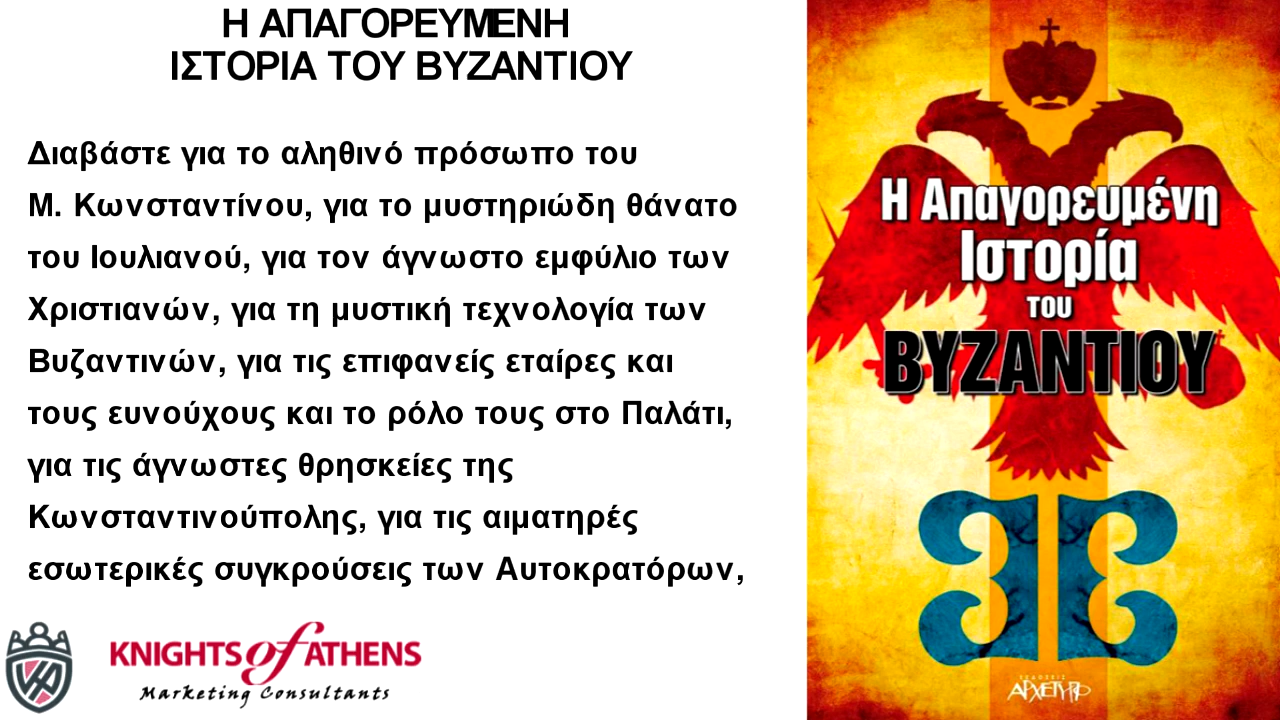 Η ΑΠΑΓΟΡΕΥΜΕΝΗ
ΙΣΤΟΡΙΑ ΤΟΥ ΒΥΖΑΝΤΙΟΥ
Διαβάστε για το αληθινό πρόσωπο του
Μ. Κωνσταντίνου, για το μυστηριώδη θάνατο
του Ιουλιανού, για τον άγνωστο εμφύλιο των
Χριστιανών, για τη μυστική τεχνολογία των
Βυζαντινών, για τις επιφανείς εταίρες και
τους ευνούχους και το ρόλο τους στο Παλάτι,
για τις άγνωστες θρησκείες της
Κωνσταντινούπολης, για τις αιματηρές
εσωτερικές συγκρούσεις των Αυτοκρατόρων,
KNIGHTS of ATHENS
Marketing Consultants
Η Απαγορευμένη
Ιστορία
του
ΒΥΖΑΝΤΙΟΥ
ΕΚΔΟΣΕΙΣ
ΑΡΧΕΤΥΠΟ